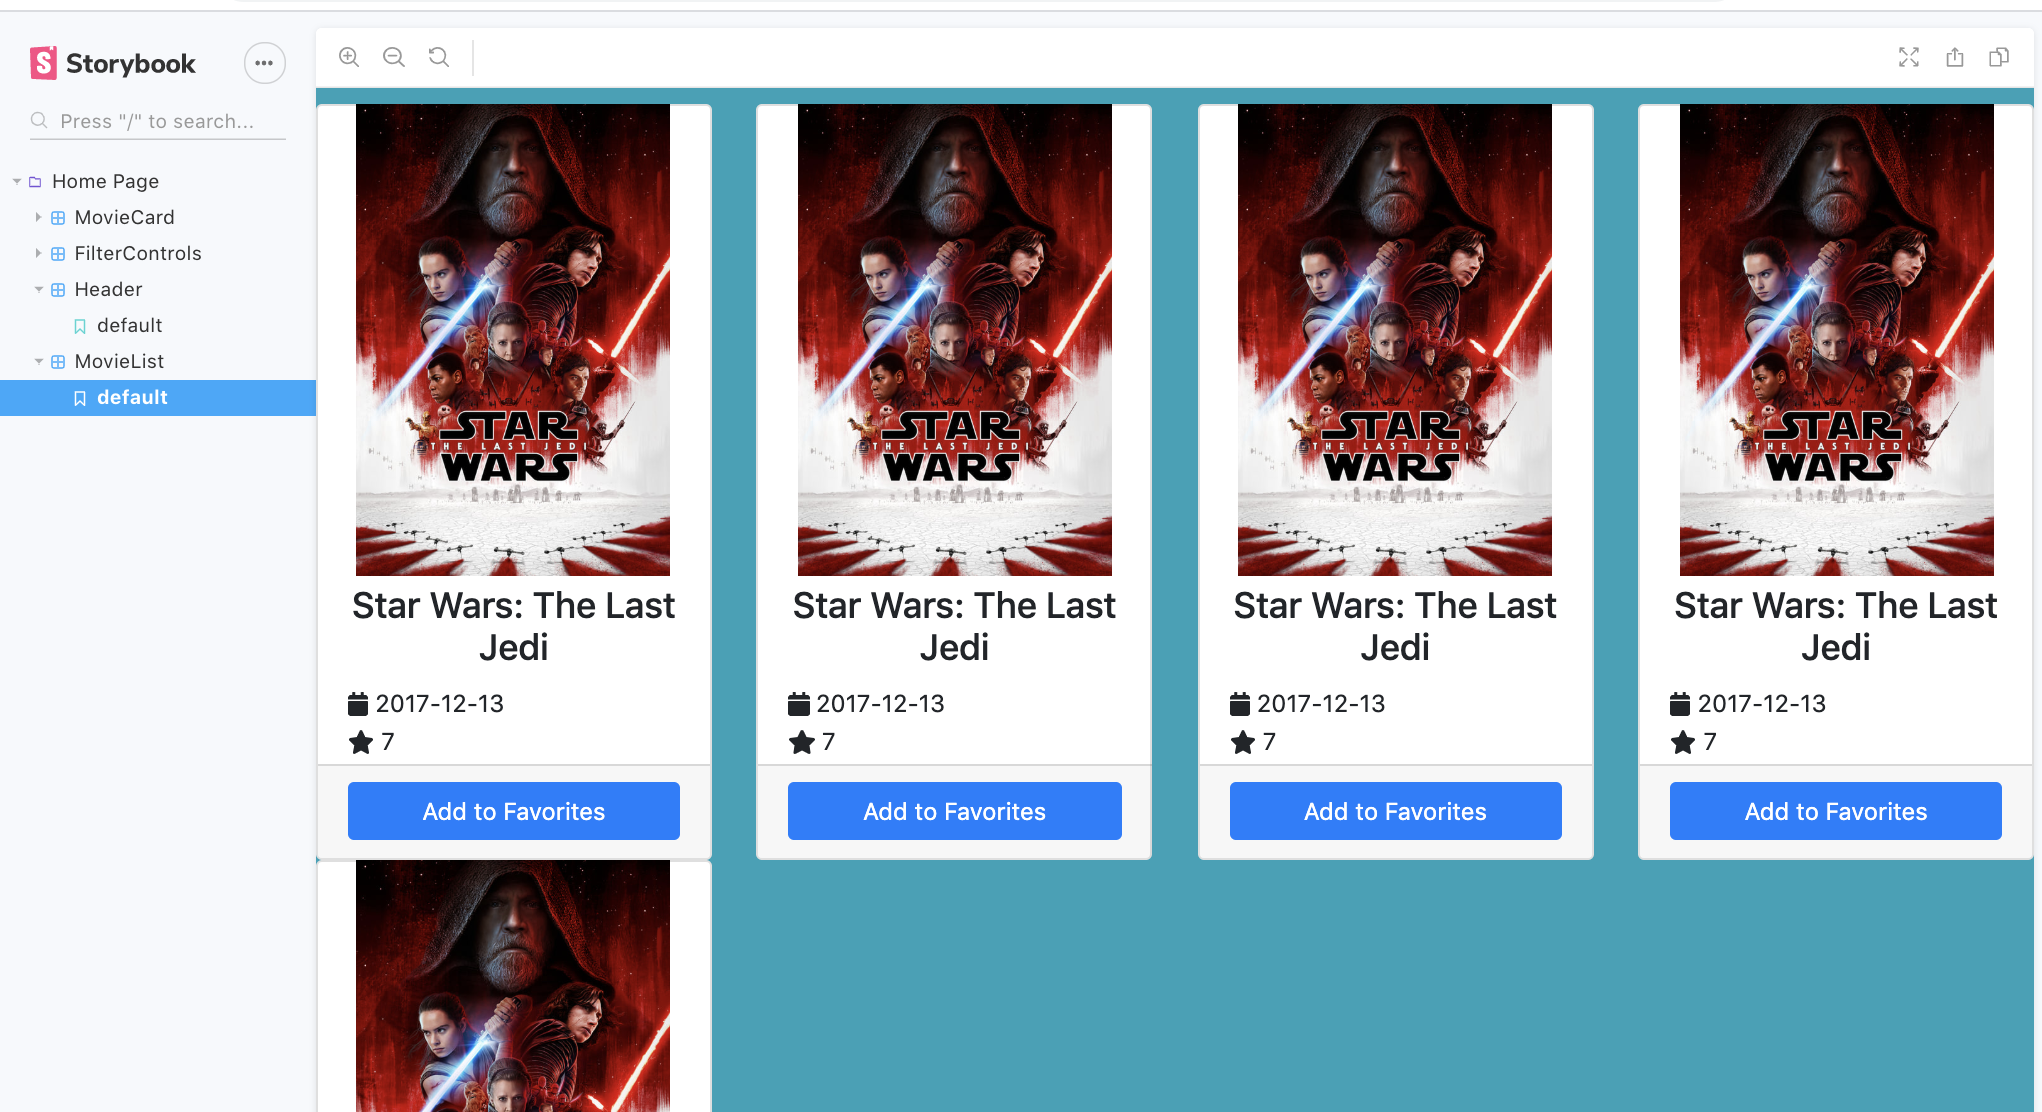 Storybook
Press "/" to search...
Home Page
MovieCard
FilterControls
Header
default
MovieList
default
STAR
THE LAST JEDI
WARS
Star Wars: The Last
Jedi
2017-12-13
7
Add to Favorites
STAR
THE LAST JEDI
WARS
Star Wars: The Last
Jedi
2017-12-13
7
Add to Favorites
STAR
THE LAST JEDI
WARS
Star Wars: The Last
Jedi
2017-12-13
7
Add to Favorites
STAR
THE LAST JEDI
WARS
Star Wars: The Last
Jedi
2017-12-13
7
Add to Favorites